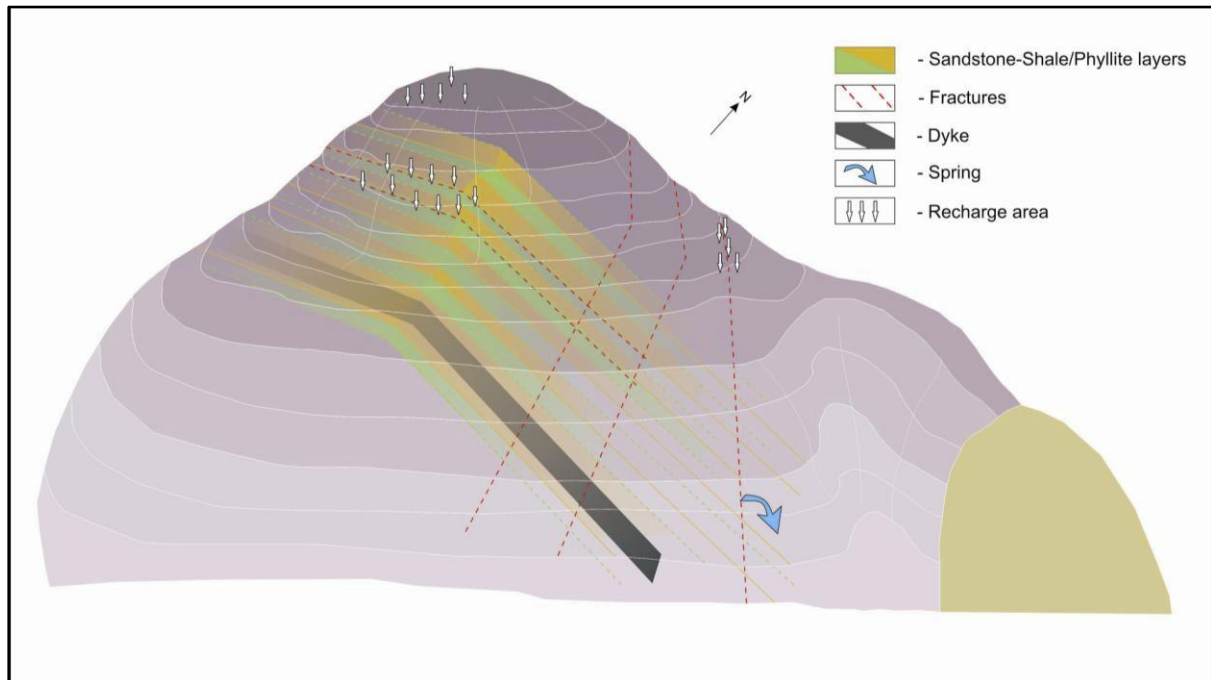 N
- Sandstone-Shale/Phyllite layers
- Fractures
- Dyke
- Spring
- Recharge area